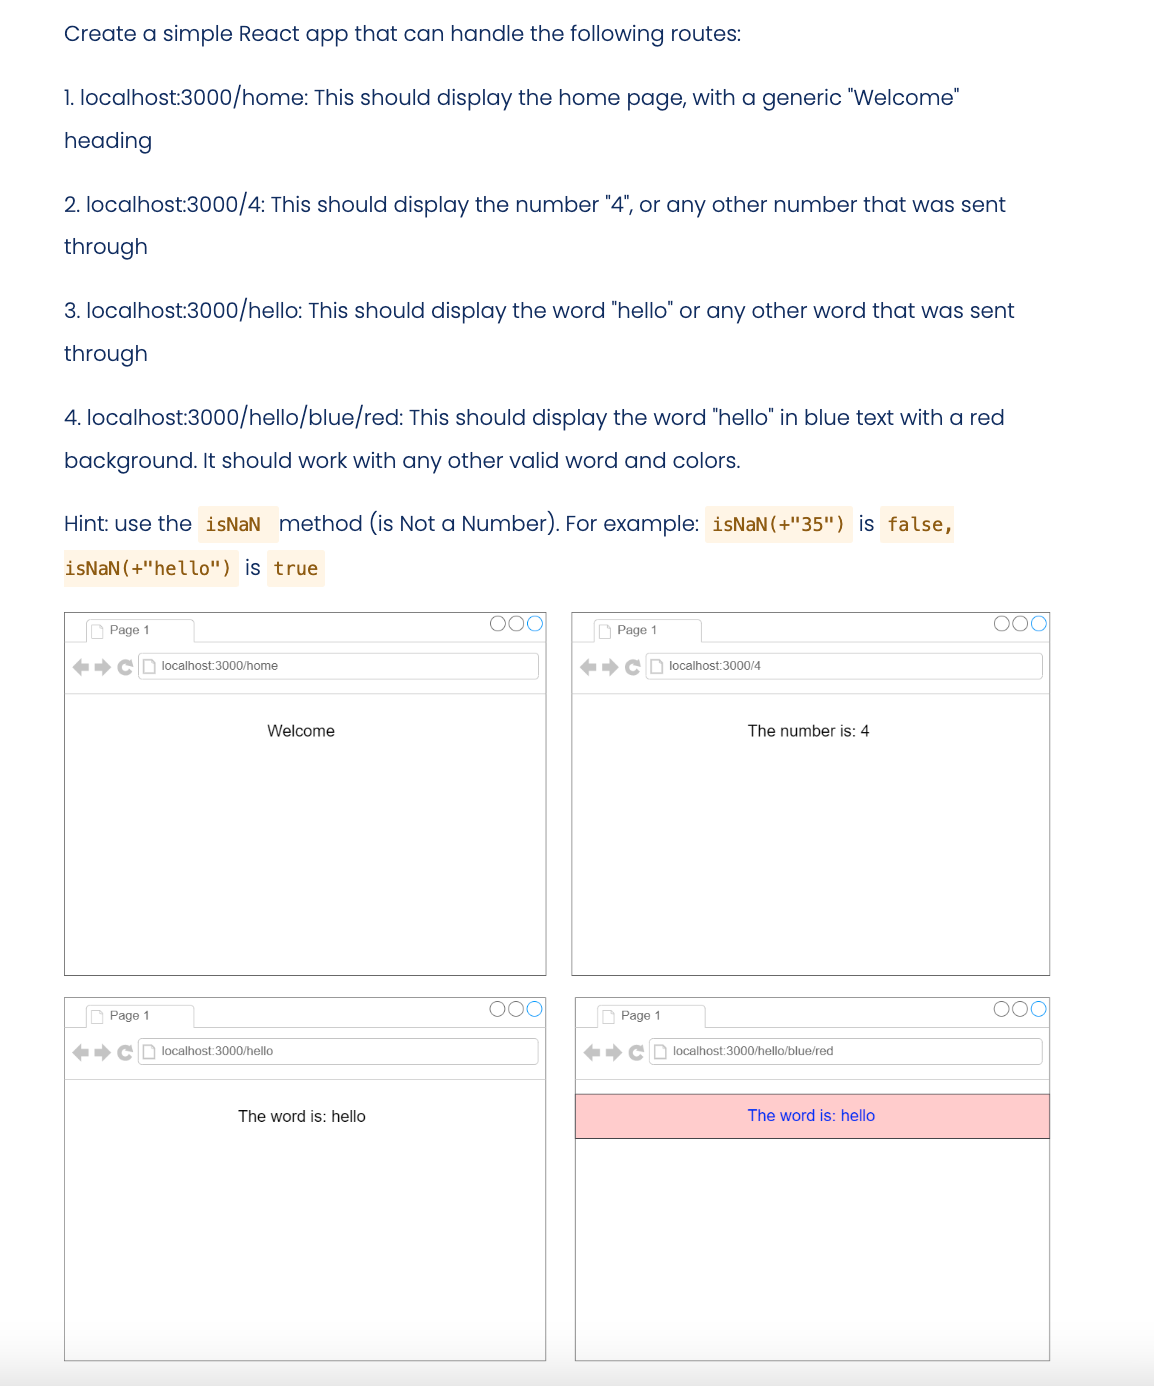 Create a simple React app that can handle the following routes:
1. localhost:3000/home: This should display the home page, with a generic "Welcome"
heading
2. localhost:3000/4: This should display the number "4", or any other number that was sent
through
3. localhost:3000/hello: This should display the word "hello" or any other word that was sent
through
4. localhost:3000/hello/blue/red: This should display the word "hello" in blue text with a red
background. It should work with any other valid word and colors.
Hint: use the isNaN method (is Not a Number). For example: isNaN(+"35") is false,
isNaN(+"hello") is true
Page 1
localhost:3000/home
Welcome
Page 1
localhost:3000/4
The number is: 4
Page 1
localhost:3000/hello
The word is: hello
Page 1
localhost:3000/hello/blue/red
The word is: hello